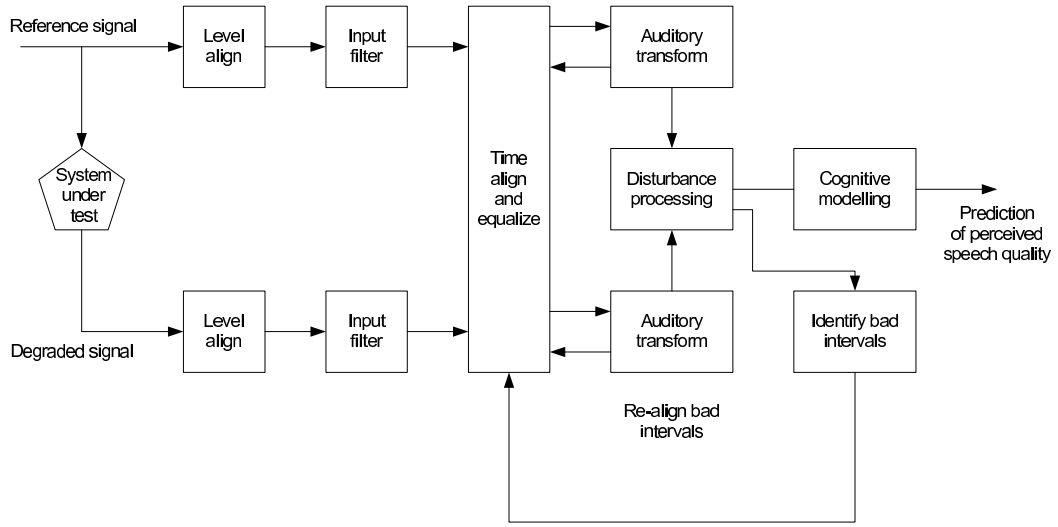 Reference signal
Level
align
Input
filter
Auditory
transform
System
under
test
Time
align
and
equalize
Disturbance
processing
Cognitive
modelling
Prediction
of perceived
speech quality
Degraded signal
Level
align
Input
filter
Auditory
transform
Identify bad
intervals
Re-align bad
intervals